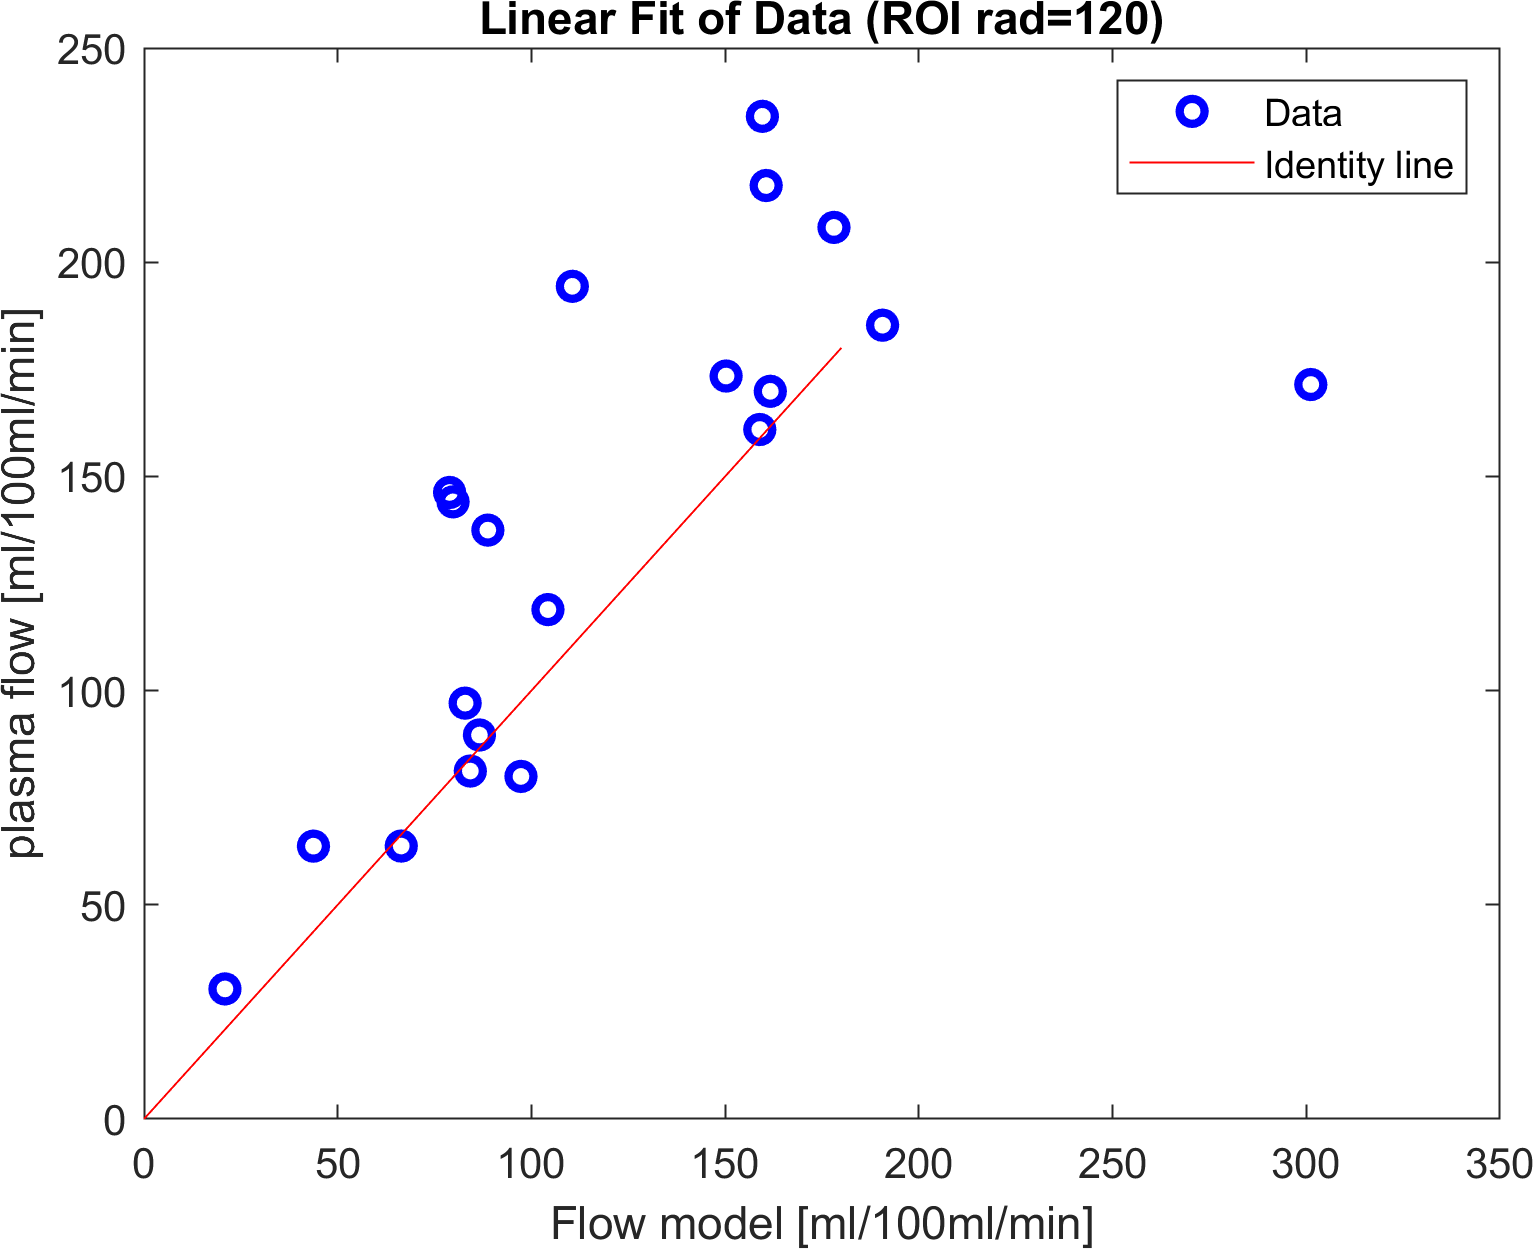 Linear Fit of Data (ROI rad=120)
250
200
150
100
50
0
plasma flow [ml/100ml/min]
Data
Identity line
0 50 100 150 200 250 300 350
Flow model [ml/100ml/min]